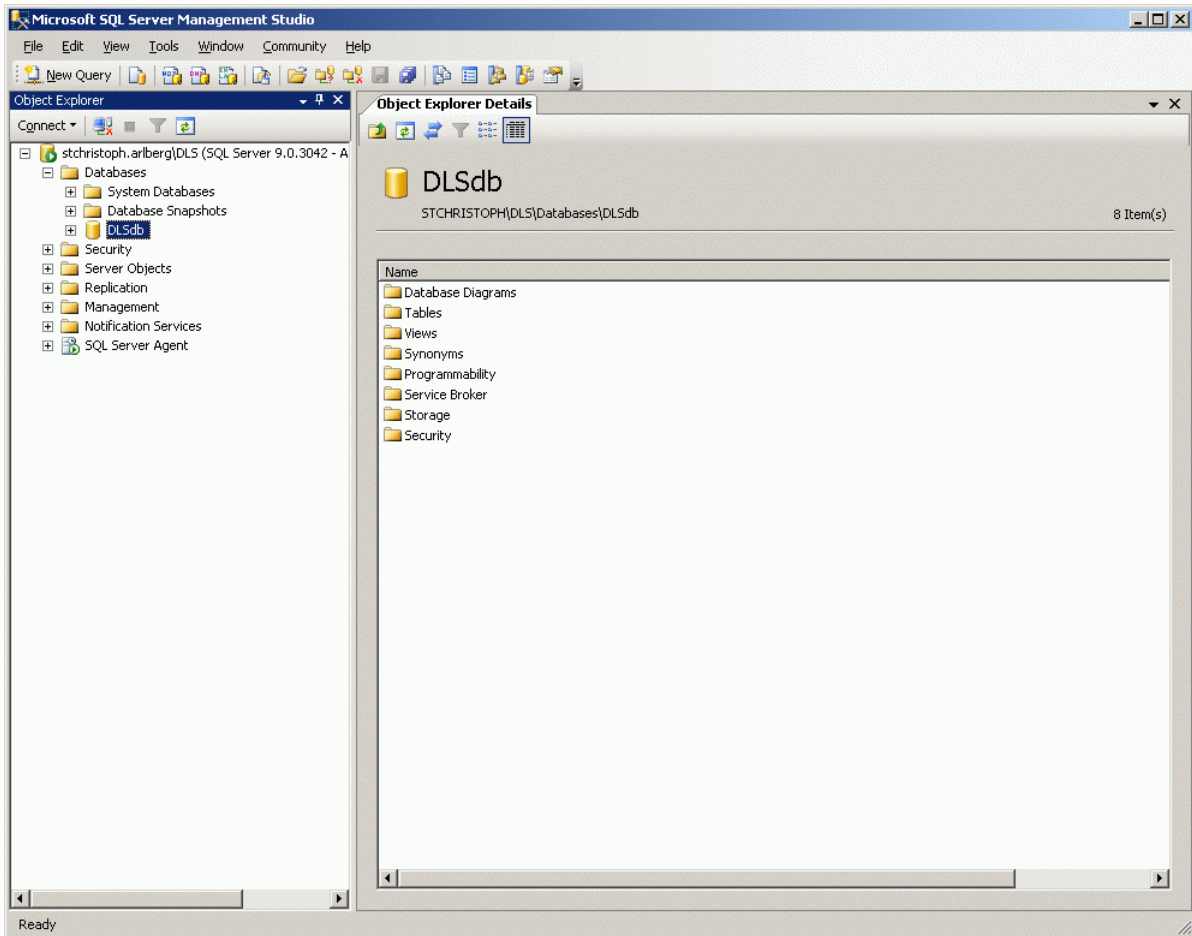 Microsoft SQL Server Management Studio
File Edit View Tools Window Community Help
New Query
Object Explorer
Connect
stchristoph.arlberg\DLS (SQL Server 9.0.3042 - A
Databases
System Databases
Database Snapshots
DLSdb
Security
Server Objects
Replication
Management
Notification Services
SQL Server Agent
Object Explorer Details
DLSdb
STCHRISTOPH\DLS\Databases\DLSdb
8 Item(s)
Name
Database Diagrams
Tables
Views
Synonyms
Programmability
Service Broker
Storage
Security
Ready